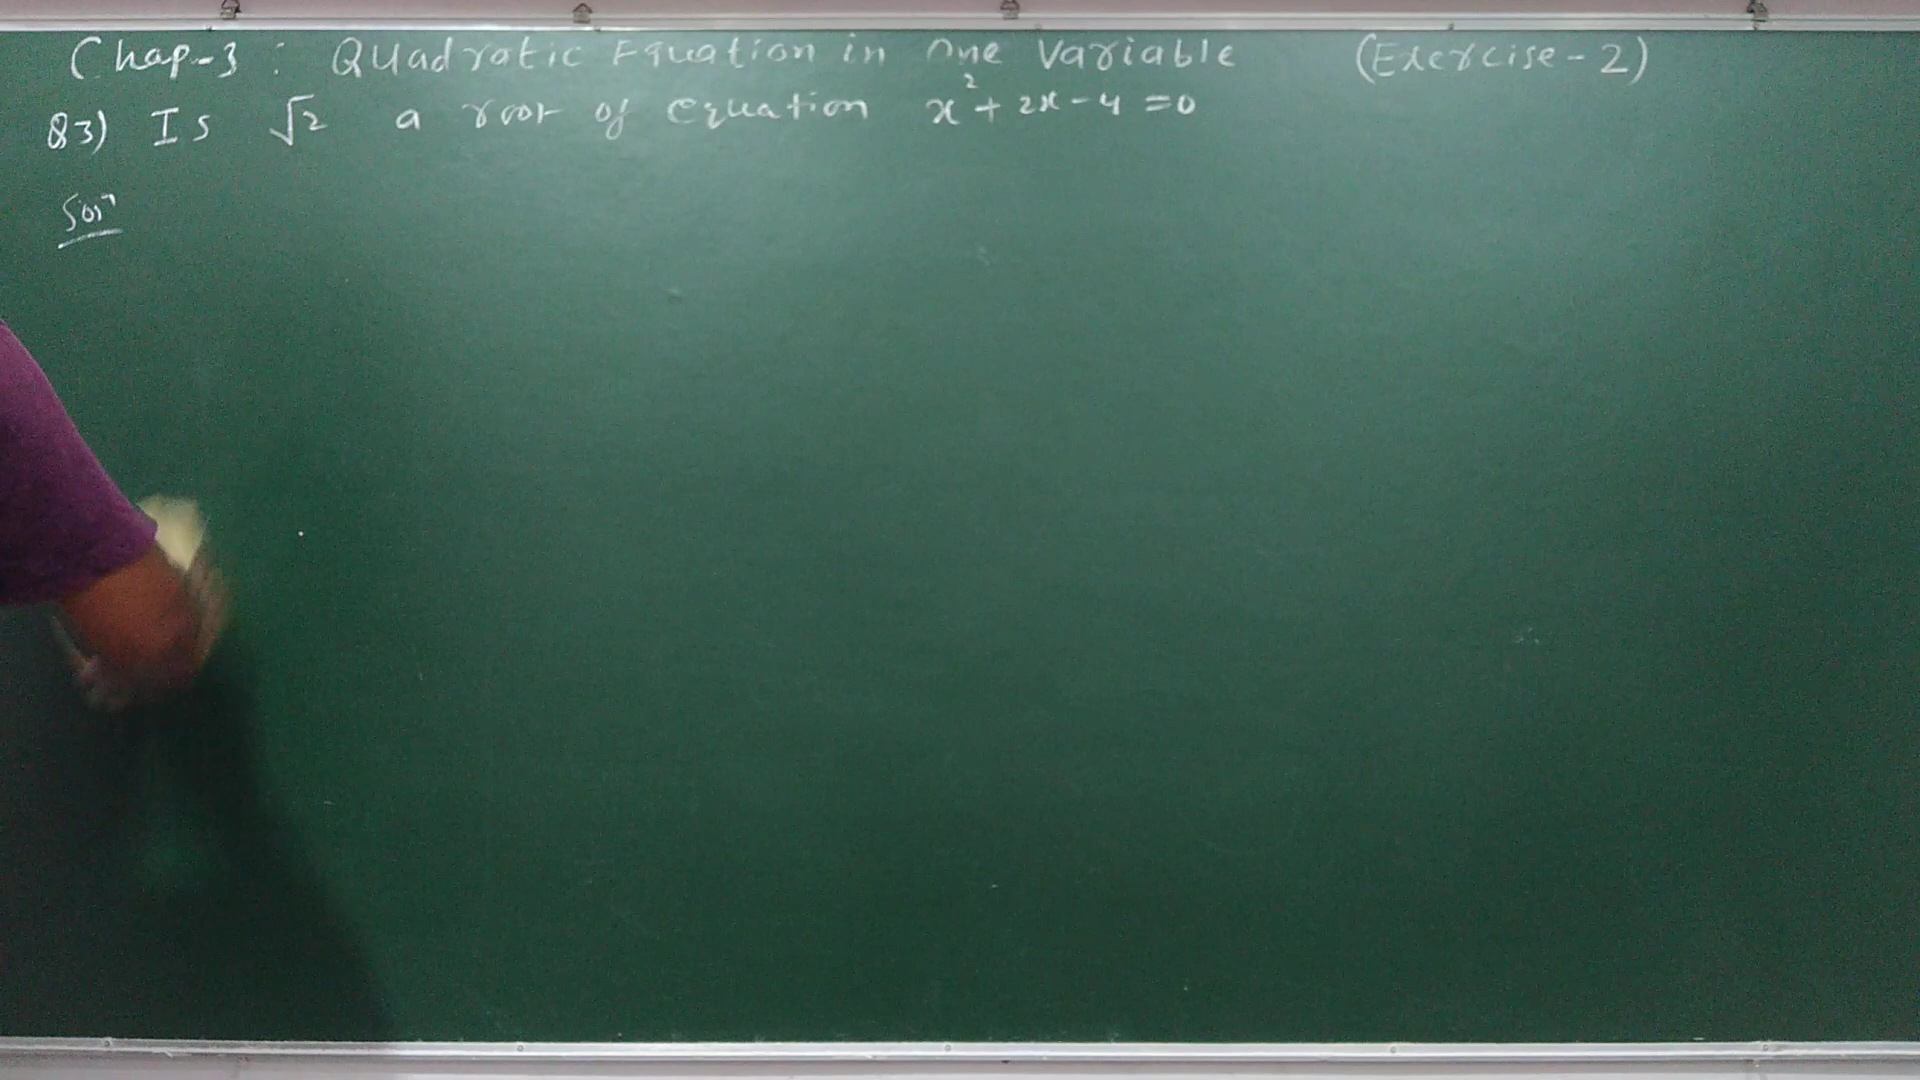 Chap-3 : Quadratic Equation in One Variable (Exercise-2)
Q3) Is √2 a root of equation x² + 2x - 4 = 0
Solⁿ